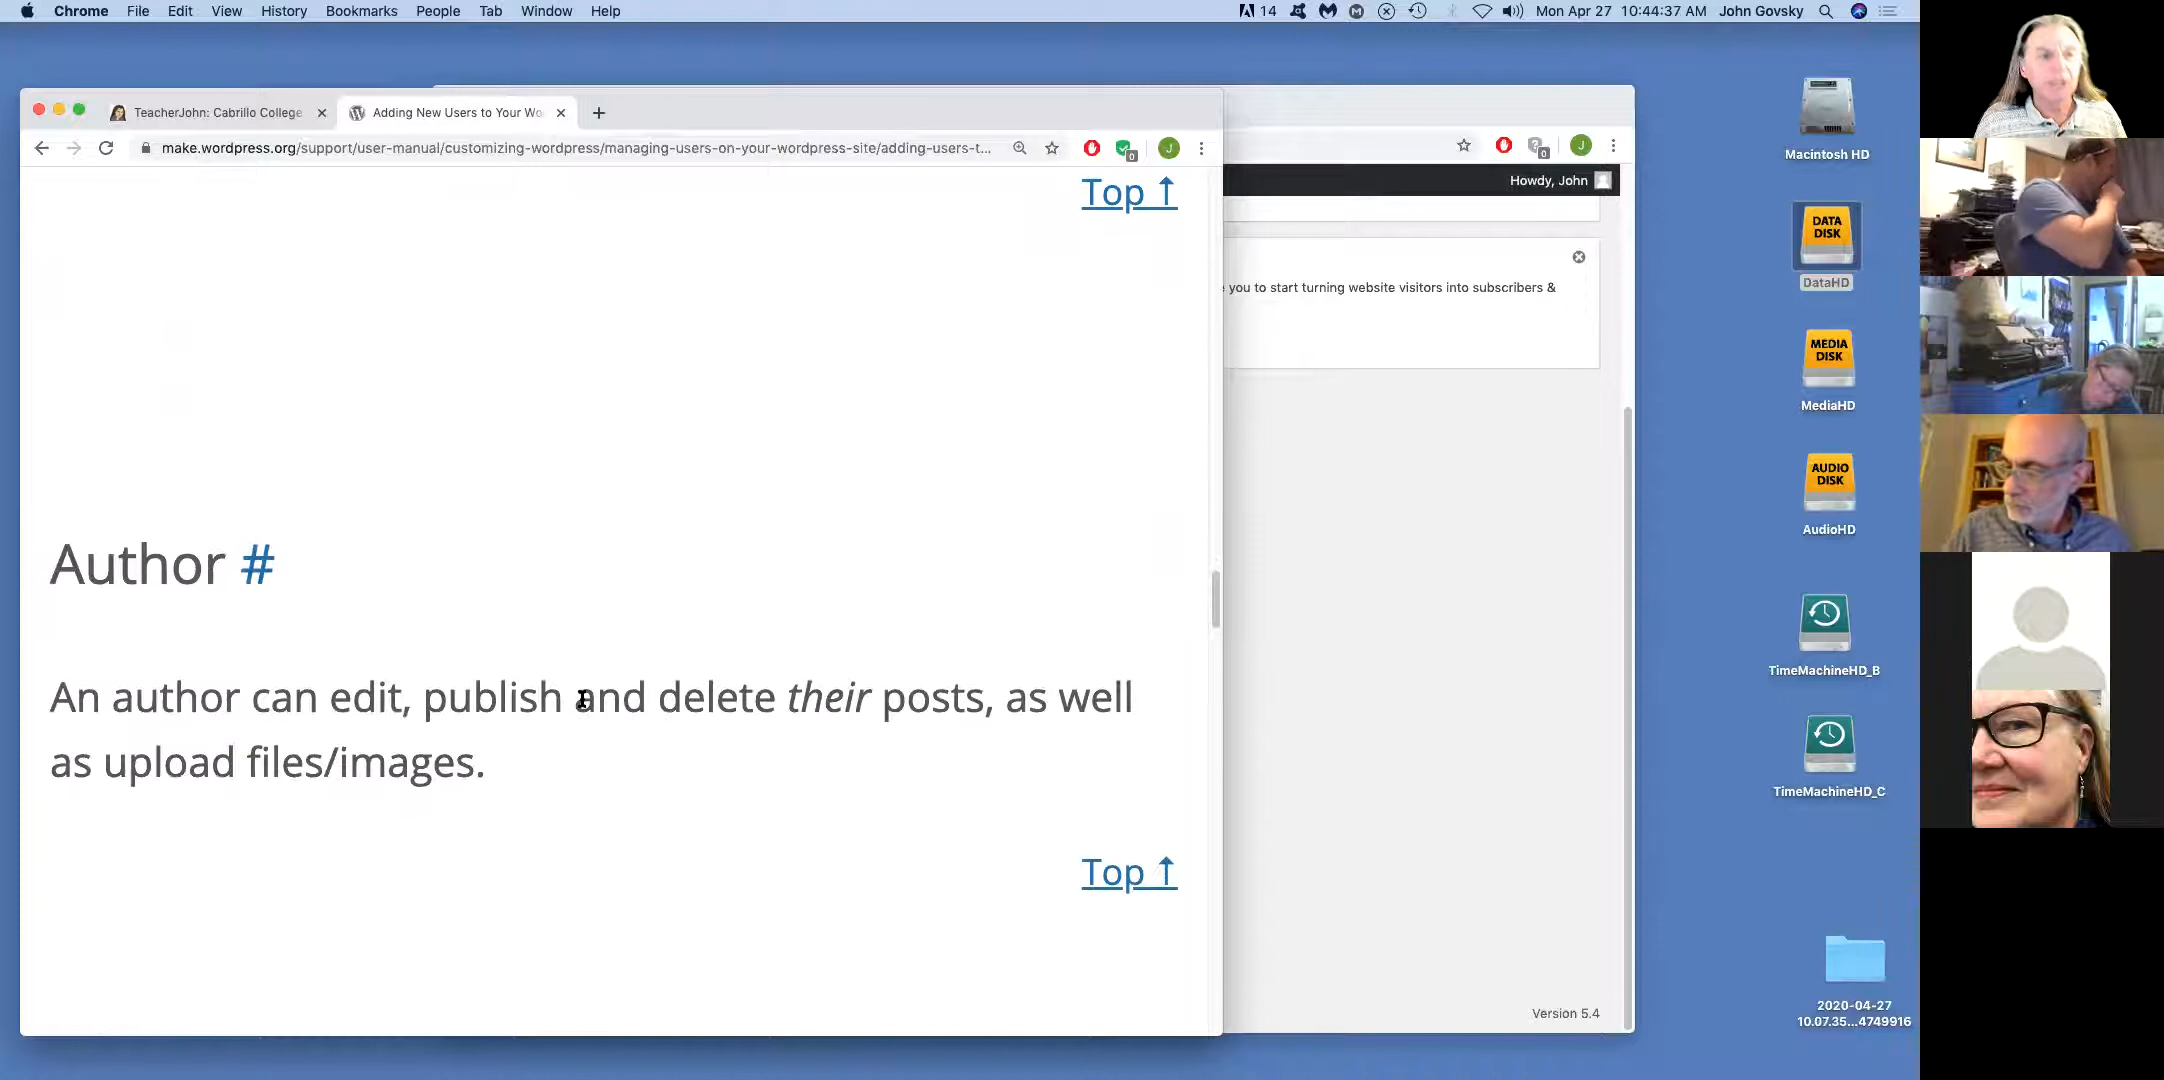 Chrome File Edit View History Bookmarks People Tab Window Help
14 Mon Apr 27 10:44:37 AM John Govsky
TeacherJohn: Cabrillo College
Adding New Users to Your Wo
make.wordpress.org/support/user-manual/customizing-wordpress/managing-users-on-your-wordpress-site/adding-users-t...
0
J
0
J
Howdy, John
Top ↑
you to start turning website visitors into subscribers &
Author #
An author can edit, publish and delete their posts, as well
as upload files/images.
Top ↑
Version 5.4
Macintosh HD
DATA
DISK
DataHD
MEDIA
DISK
MediaHD
AUDIO
DISK
AudioHD
TimeMachineHD_B
TimeMachineHD_C
2020-04-27
10.07.35...4749916